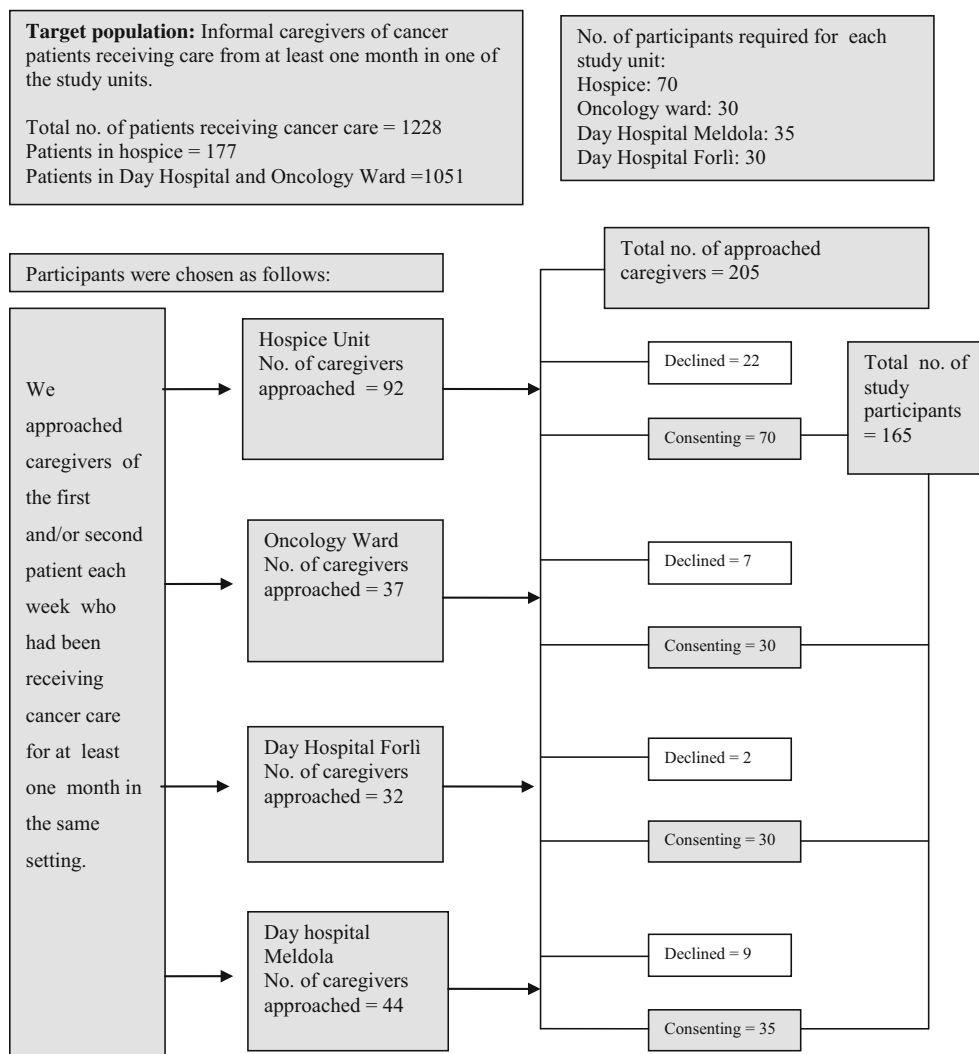 Target population: Informal caregivers of cancer
patients receiving care from at least one month in one of
the study units.
Total no. of patients receiving cancer care = 1228
Patients in hospice = 177
Patients in Day Hospital and Oncology Ward =1051
No. of participants required for each
study unit:
Hospice: 70
Oncology ward: 30
Day Hospital Meldola: 35
Day Hospital Forlì: 30
Participants were chosen as follows:
Total no. of approached
caregivers = 205
We
approached
caregivers of
the first
and/or second
patient each
week who
had been
receiving
cancer care
for at least
one month in
the same
setting.
Hospice Unit
No. of caregivers
approached = 92
Declined = 22
Consenting = 70
Total no. of
study
participants
= 165
Oncology Ward
No. of caregivers
approached = 37
Declined = 7
Consenting = 30
Day Hospital Forlì
No. of caregivers
approached = 32
Declined = 2
Consenting = 30
Day hospital
Meldola
No. of caregivers
approached = 44
Declined = 9
Consenting = 35